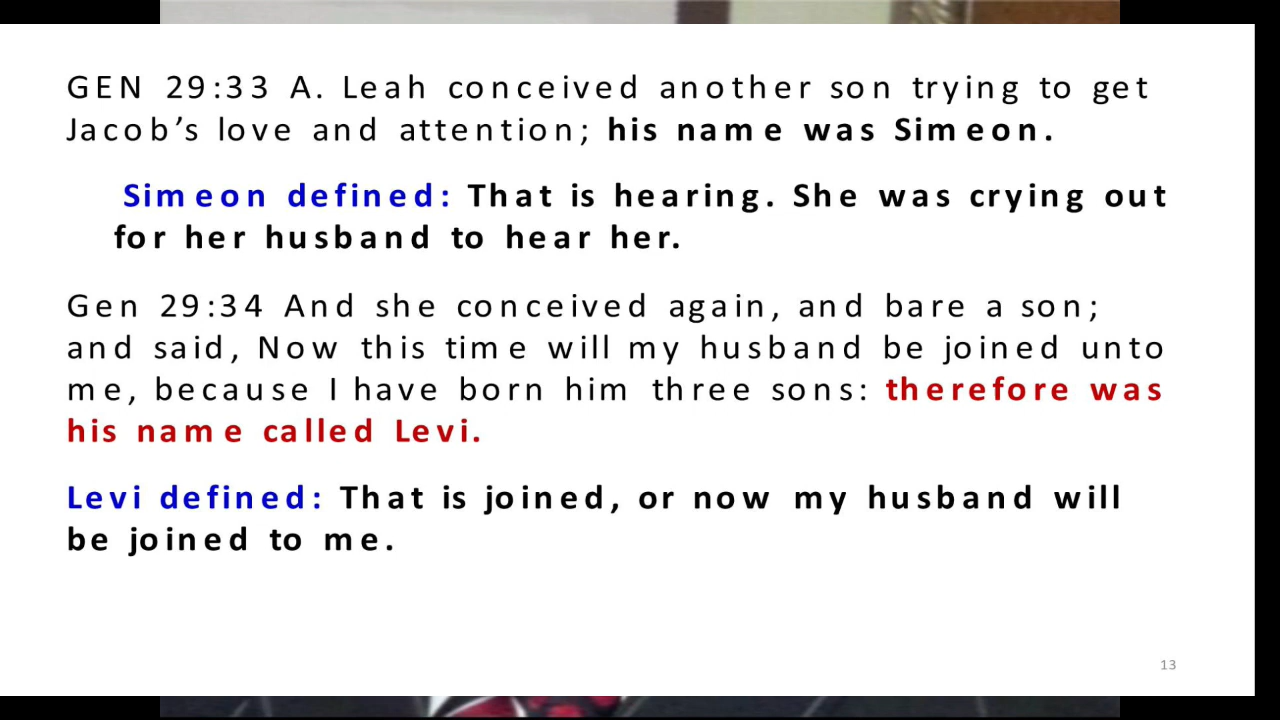 GEN 29:33 A. Leah conceived another son trying to get
Jacob’s love and attention; his name was Simeon.
Simeon defined: That is hearing. She was crying out
for her husband to hear her.
Gen 29:34 And she conceived again, and bare a son;
and said, Now this time will my husband be joined unto
me, because I have born him three sons: therefore was
his name called Levi.
Levi defined: That is joined, or now my husband will
be joined to me.
13